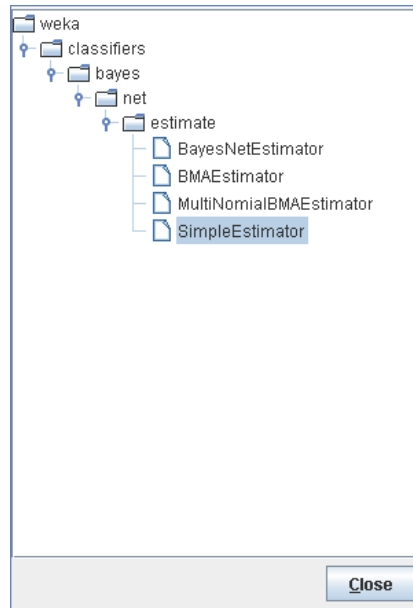 weka
classifiers
bayes
net
estimate
BayesNetEstimator
BMAEstimator
MultiNomialBMAEstimator
SimpleEstimator
Close